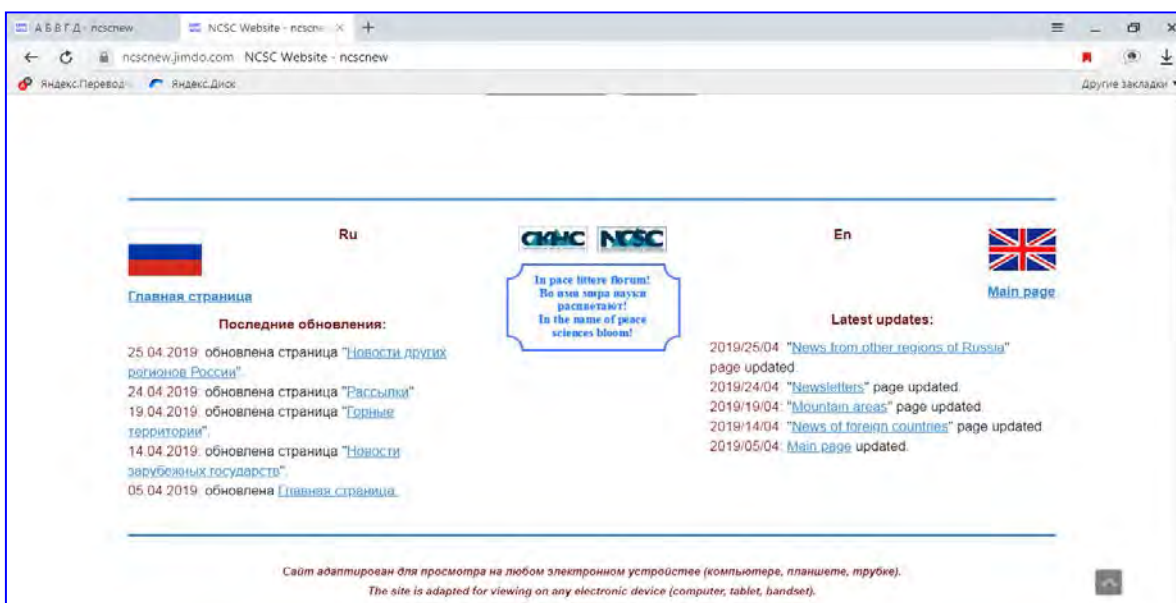 А Б В Г Д - ncscnew
NCSC Website - ncscne
ncscnew.jimdo.com NCSC Website - ncscnew
Яндекс.Перевод
Яндекс.Диск
Другие закладки
Ru
Главная страница
Последние обновления:
25.04.2019: обновлена страница "Новости других
регионов России".
24.04.2019: обновлена страница "Рассылки"
19.04.2019: обновлена страница "Горные
территории".
14.04.2019: обновлена страница "Новости
зарубежных государств".
05.04.2019: обновлена Главная страница.
СКНС NCSC
In pace littere florum!
Во имя мира науки
расцветают!
In the name of peace
sciences bloom!
En
Main page
Latest updates:
2019/25/04: "News from other regions of Russia"
page updated.
2019/24/04: "Newsletters" page updated.
2019/19/04: "Mountain areas" page updated.
2019/14/04: "News of foreign countries" page updated
2019/05/04: Main page updated.
Сайт адаптирован для просмотра на любом электронном устройстве (компьютере, планшете, трубке).
The site is adapted for viewing on any electronic device (computer, tablet, handset).